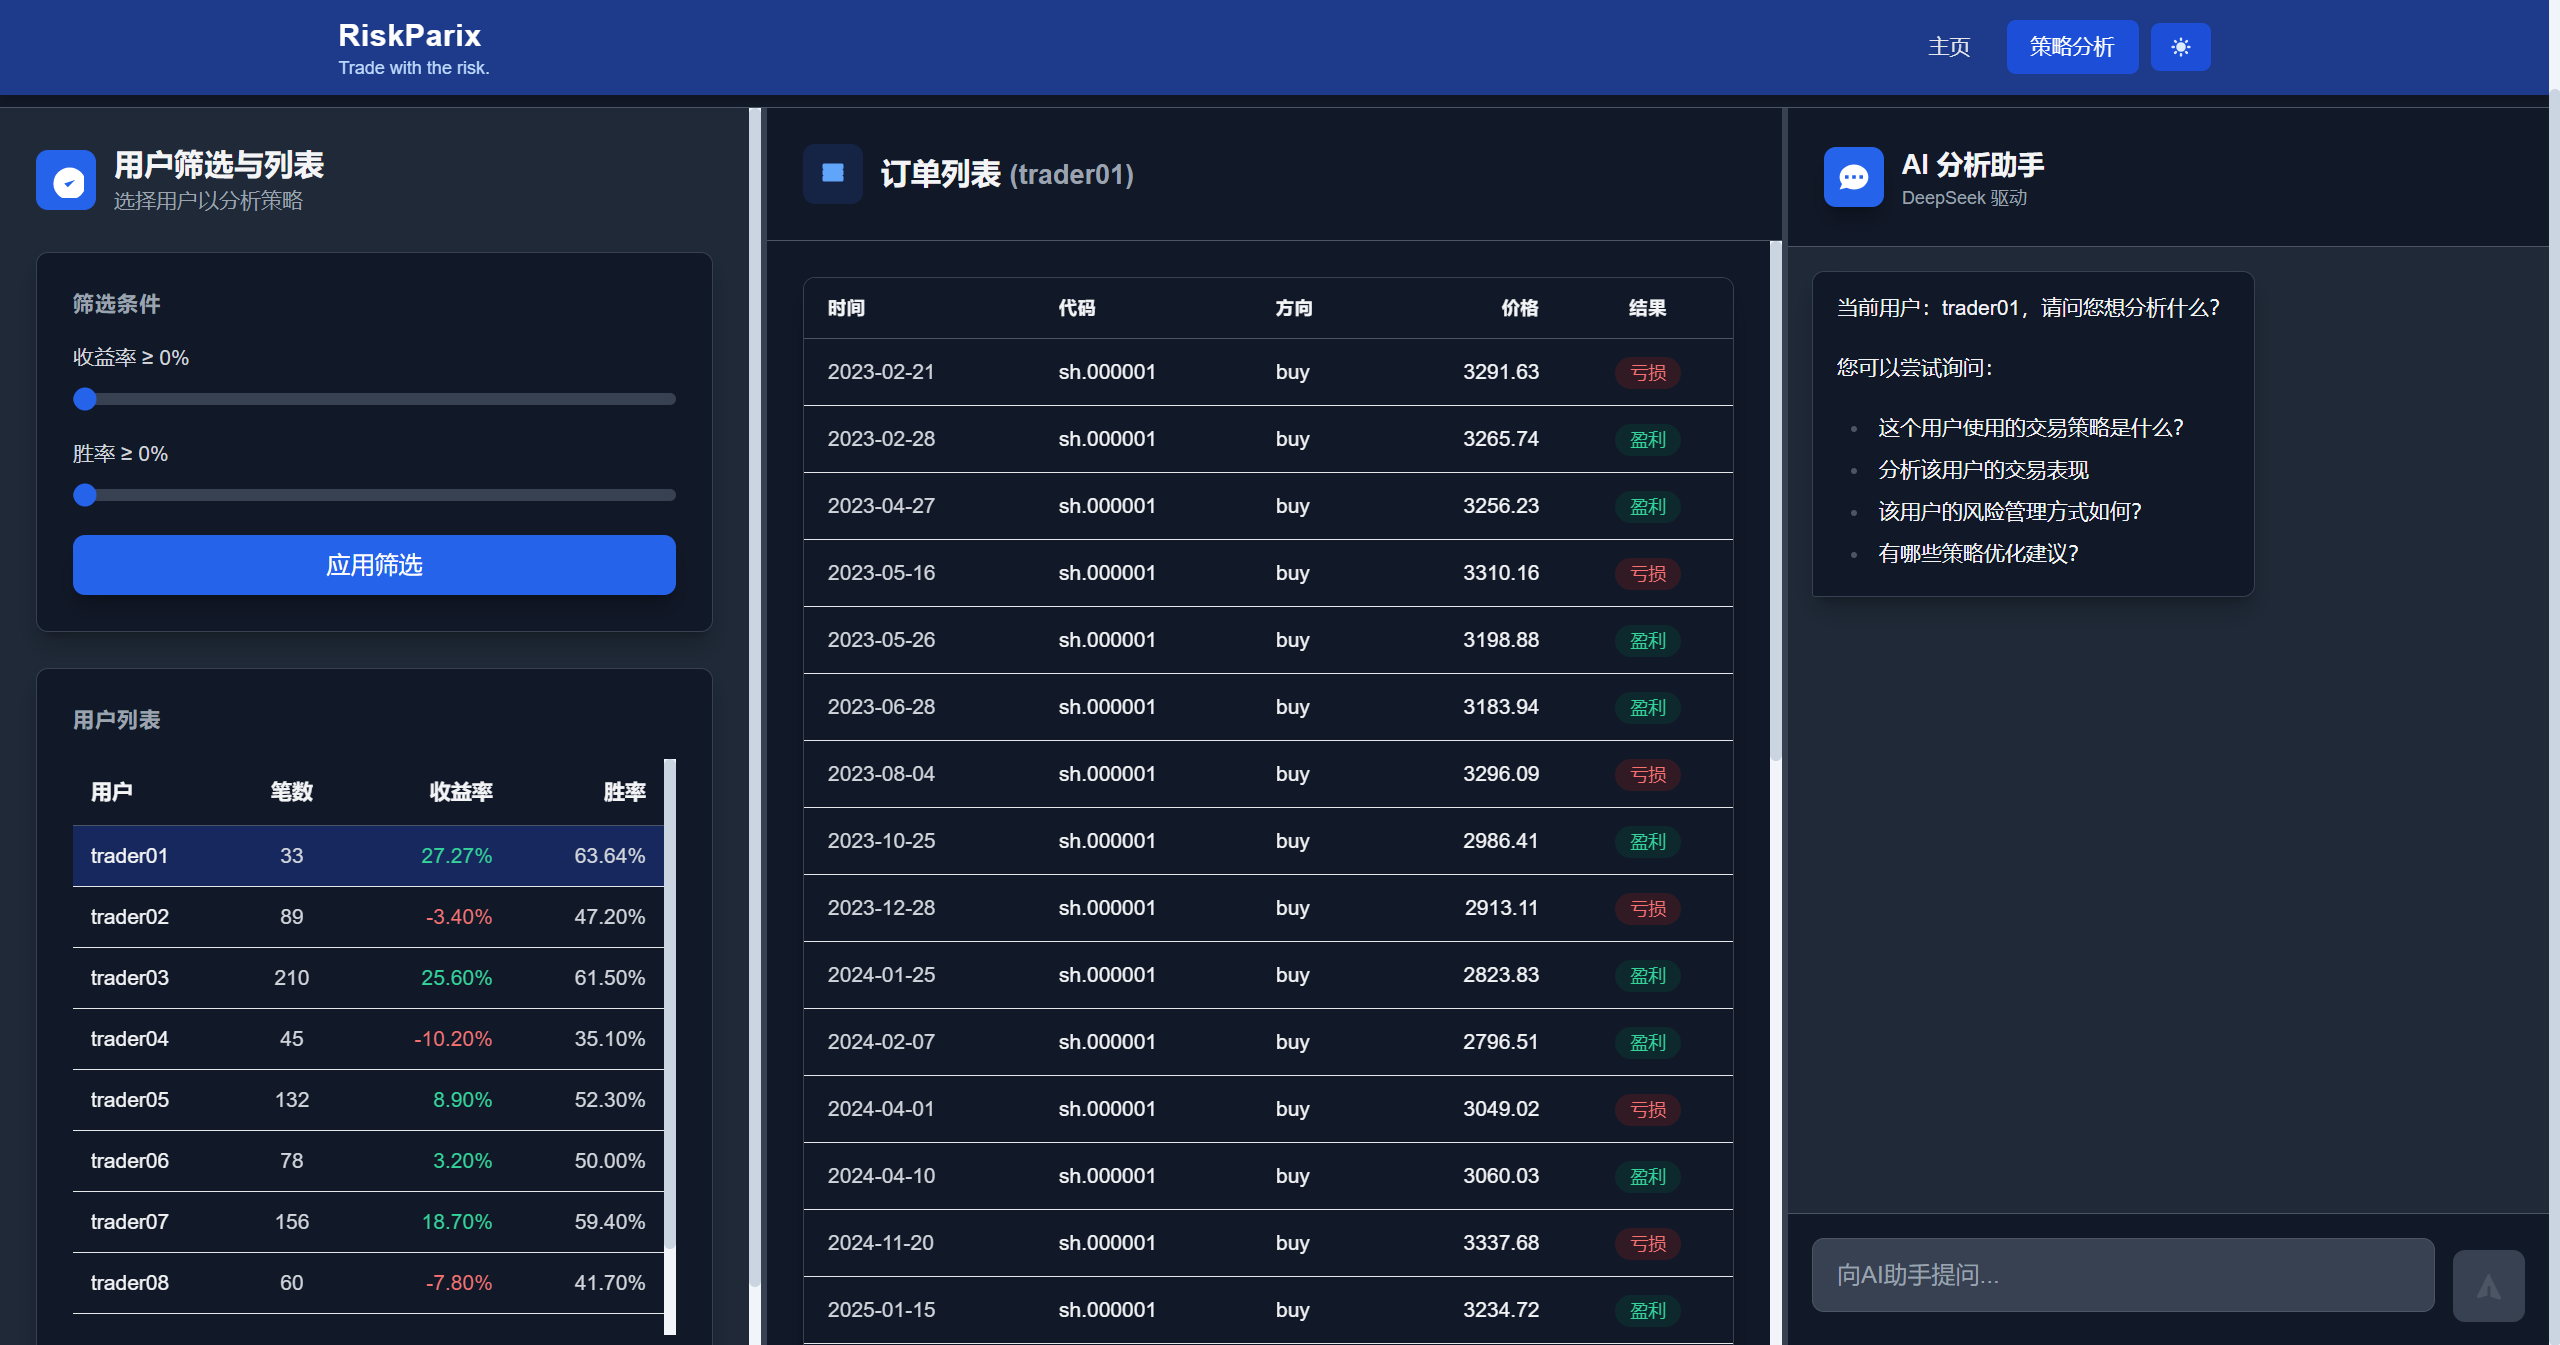 RiskParix
Trade with the risk.
主页
策略分析
用户筛选与列表
选择用户以分析策略
筛选条件
收益率 ≥ 0%
胜率 ≥ 0%
应用筛选
用户列表
用户 笔数 收益率 胜率
trader01 33 27.27% 63.64%
trader02 89 -3.40% 47.20%
trader03 210 25.60% 61.50%
trader04 45 -10.20% 35.10%
trader05 132 8.90% 52.30%
trader06 78 3.20% 50.00%
trader07 156 18.70% 59.40%
trader08 60 -7.80% 41.70%
订单列表 (trader01)
时间 代码 方向 价格 结果
2023-02-21 sh.000001 buy 3291.63 亏损
2023-02-28 sh.000001 buy 3265.74 盈利
2023-04-27 sh.000001 buy 3256.23 盈利
2023-05-16 sh.000001 buy 3310.16 亏损
2023-05-26 sh.000001 buy 3198.88 盈利
2023-06-28 sh.000001 buy 3183.94 盈利
2023-08-04 sh.000001 buy 3296.09 亏损
2023-10-25 sh.000001 buy 2986.41 盈利
2023-12-28 sh.000001 buy 2913.11 亏损
2024-01-25 sh.000001 buy 2823.83 盈利
2024-02-07 sh.000001 buy 2796.51 盈利
2024-04-01 sh.000001 buy 3049.02 亏损
2024-04-10 sh.000001 buy 3060.03 盈利
2024-11-20 sh.000001 buy 3337.68 亏损
2025-01-15 sh.000001 buy 3234.72 盈利
AI 分析助手
DeepSeek 驱动
当前用户：trader01，请问您想分析什么？
您可以尝试询问：
• 这个用户使用的交易策略是什么？
• 分析该用户的交易表现
• 该用户的风险管理方式如何？
• 有哪些策略优化建议？
向AI助手提问...